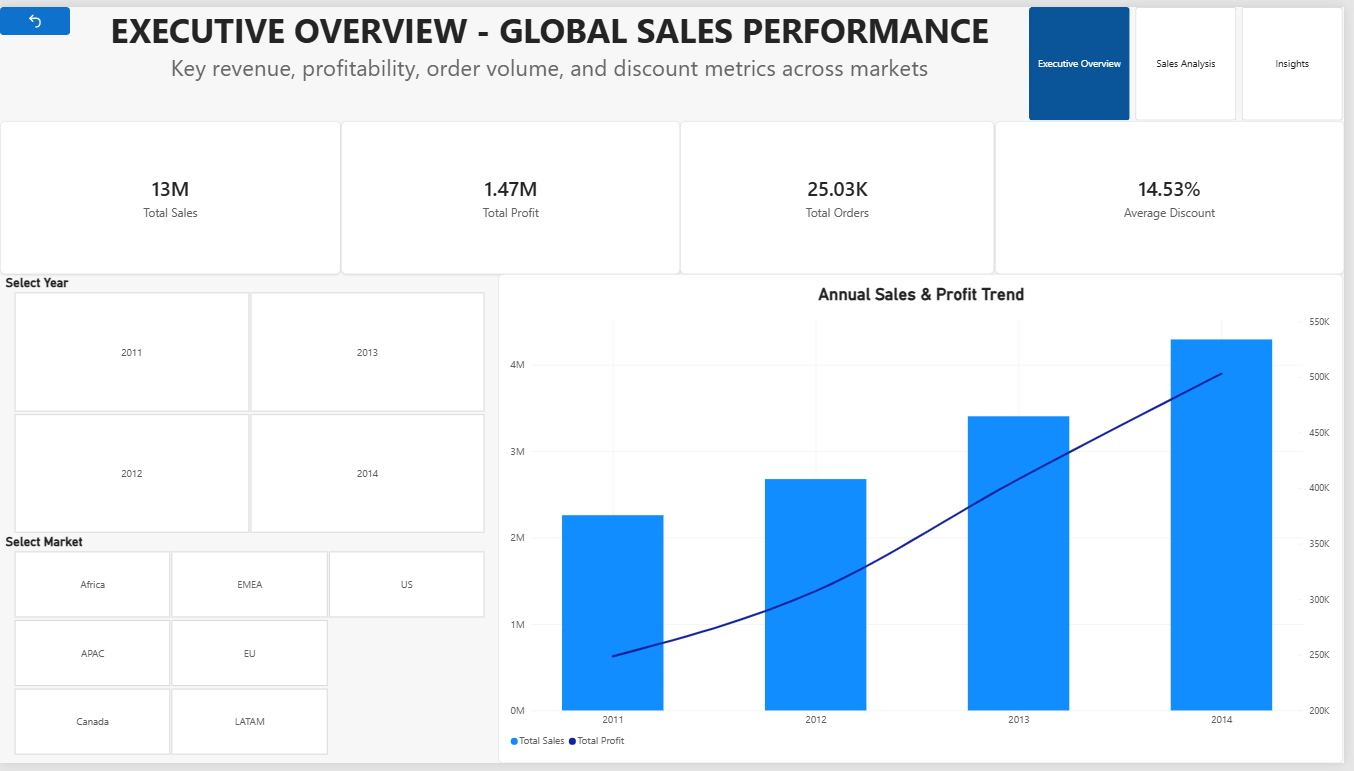 EXECUTIVE OVERVIEW - GLOBAL SALES PERFORMANCE
Key revenue, profitability, order volume, and discount metrics across markets
Executive Overview
Sales Analysis
Insights
13M
Total Sales
1.47M
Total Profit
25.03K
Total Orders
14.53%
Average Discount
Select Year
2011
2013
2012
2014
Select Market
Africa
EMEA
US
APAC
EU
Canada
LATAM
Annual Sales & Profit Trend
4M
3M
2M
1M
0M
550K
500K
450K
400K
350K
300K
250K
200K
2011
2012
2013
2014
Total Sales
Total Profit